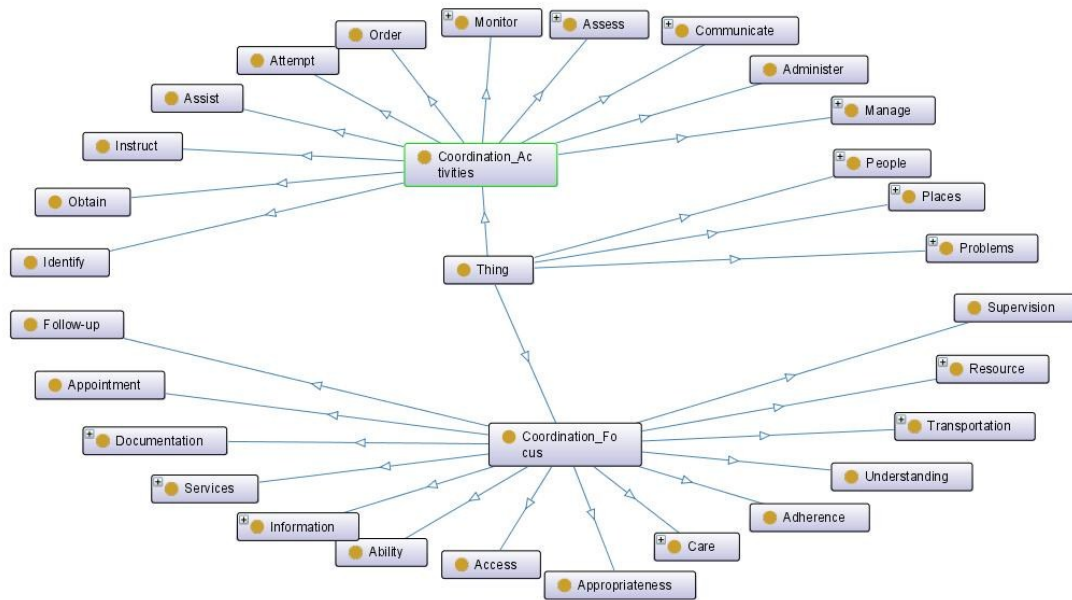 Monitor
Assess
Communicate
Order
Attempt
Administer
Assist
Manage
Instruct
Coordination_Ac
tivities
People
Obtain
Places
Identify
Thing
Problems
Supervision
Follow-up
Resource
Appointment
Transportation
Documentation
Coordination_Fo
cus
Understanding
Services
Adherence
Information
Ability
Care
Access
Appropriateness